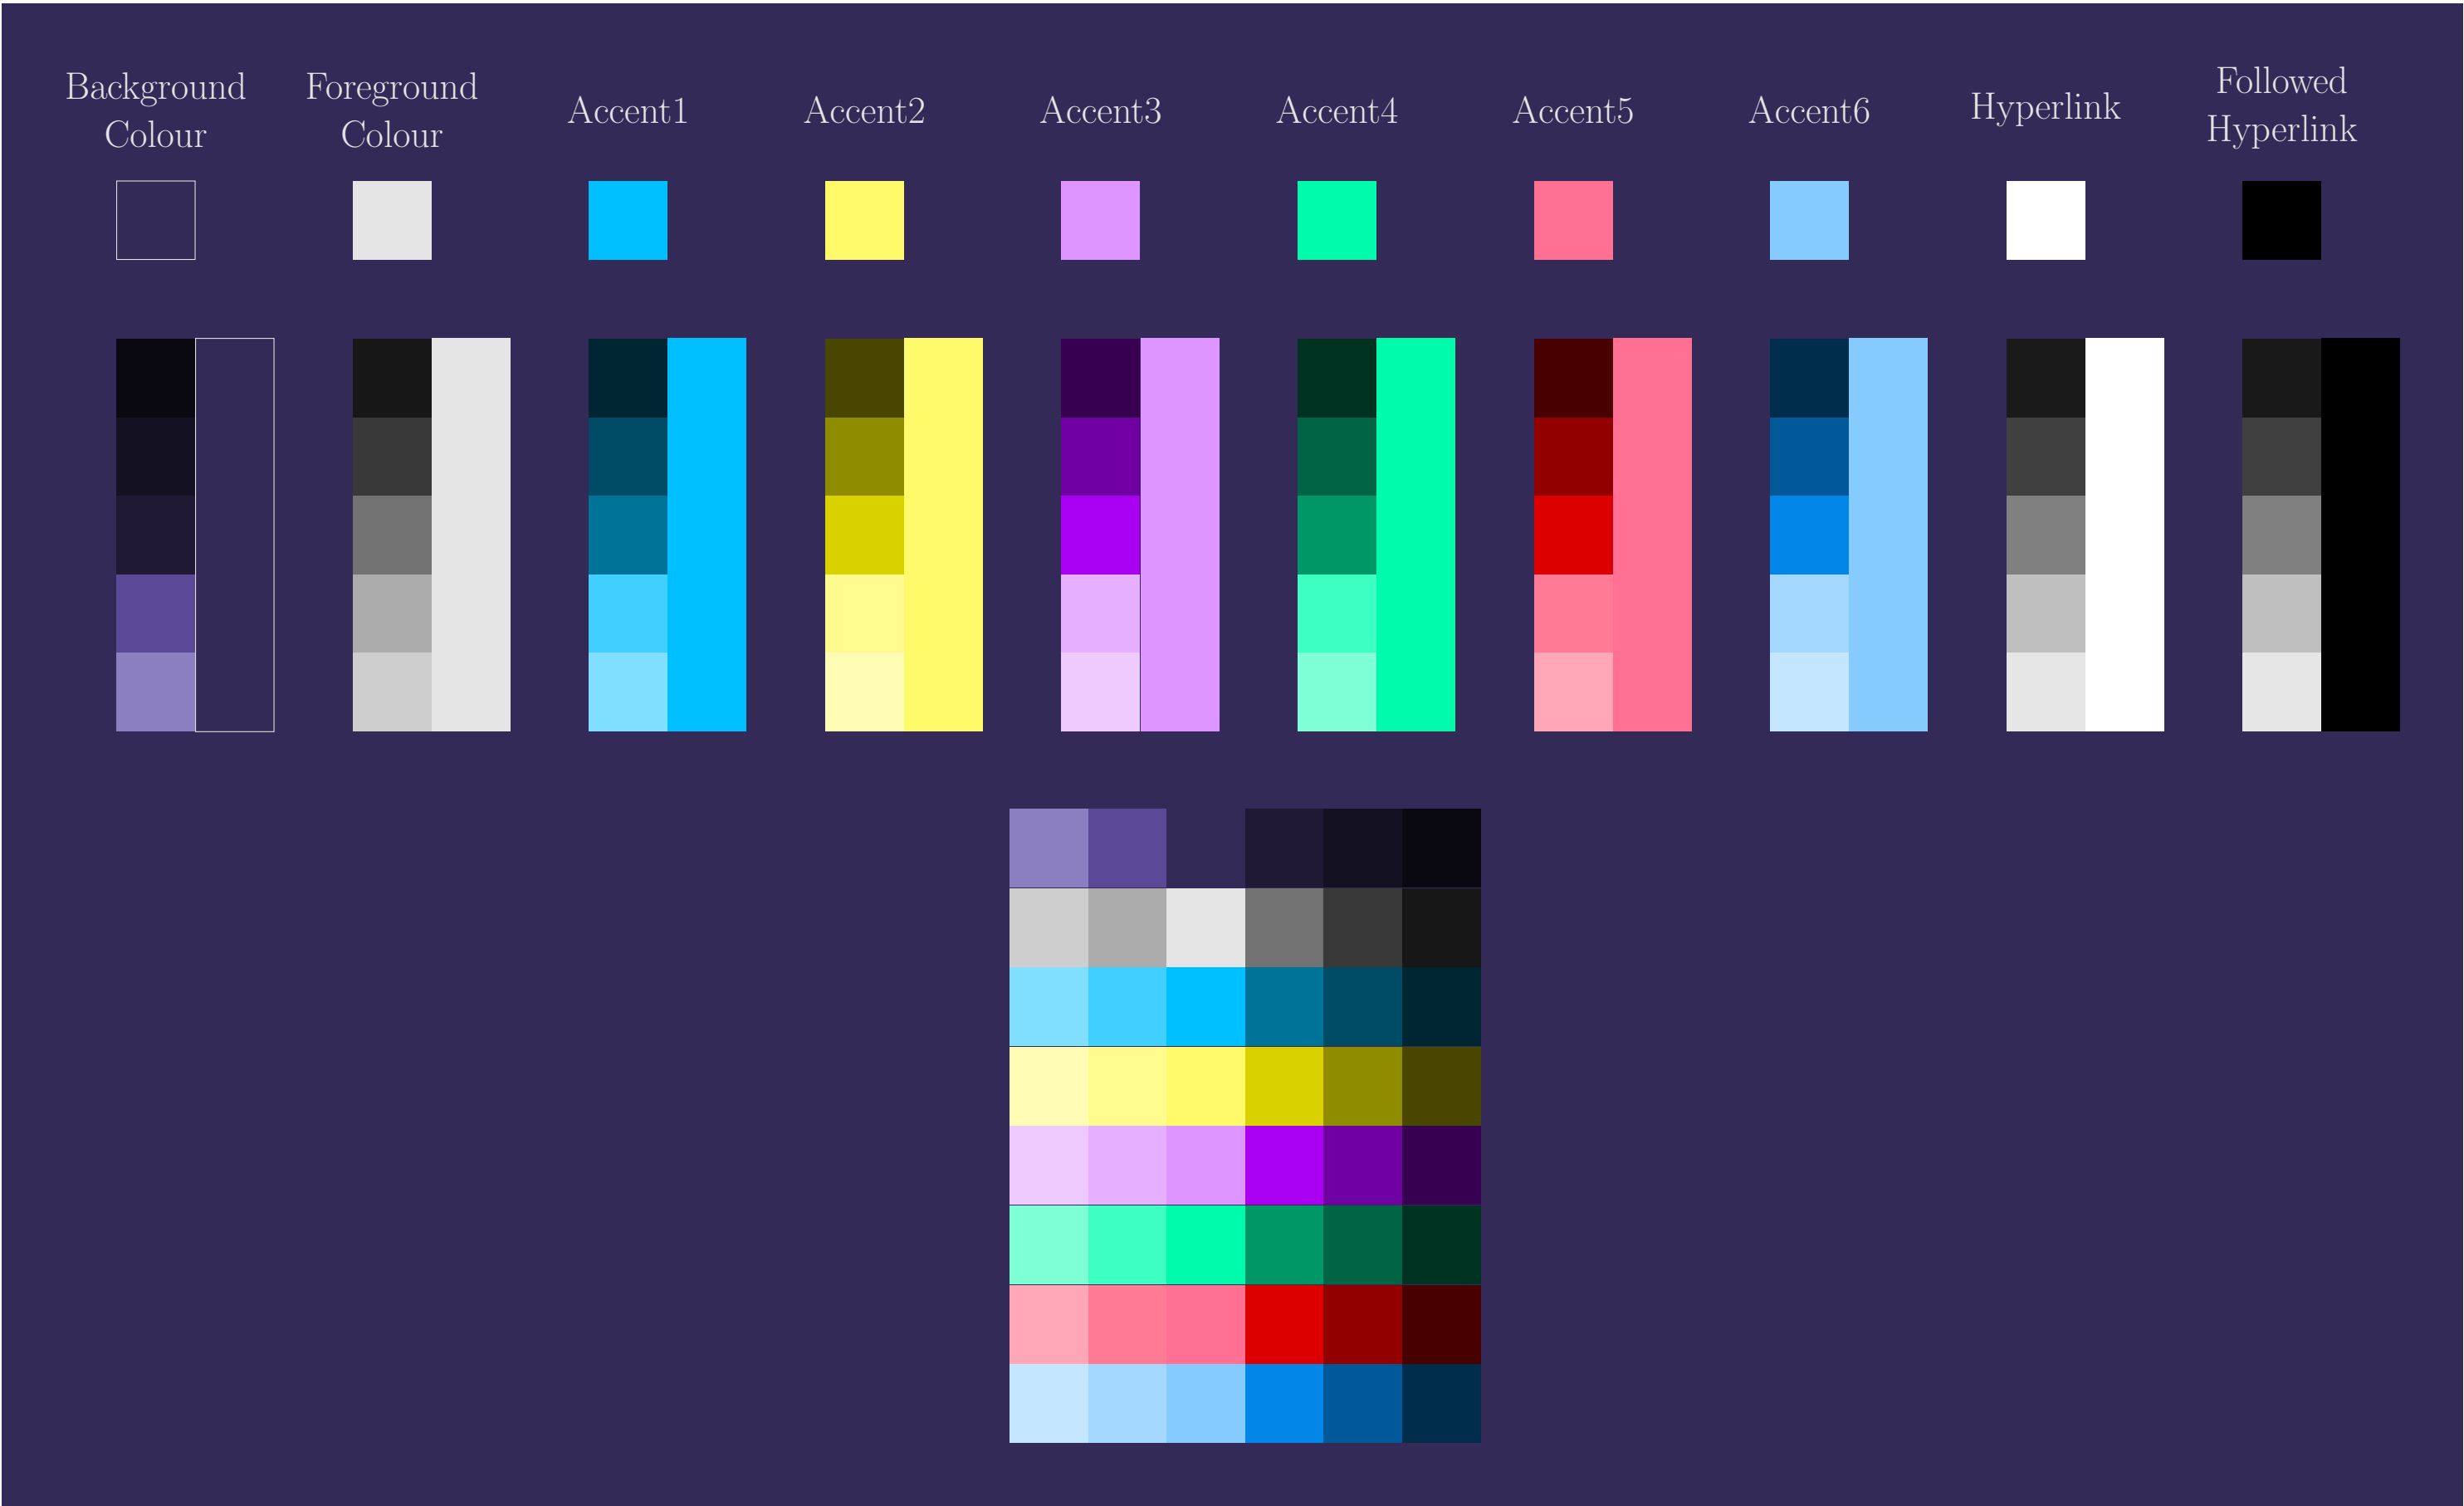 Background
Colour
Foreground
Colour
Accent1
Accent2
Accent3
Accent4
Accent5
Accent6
Hyperlink
Followed
Hyperlink